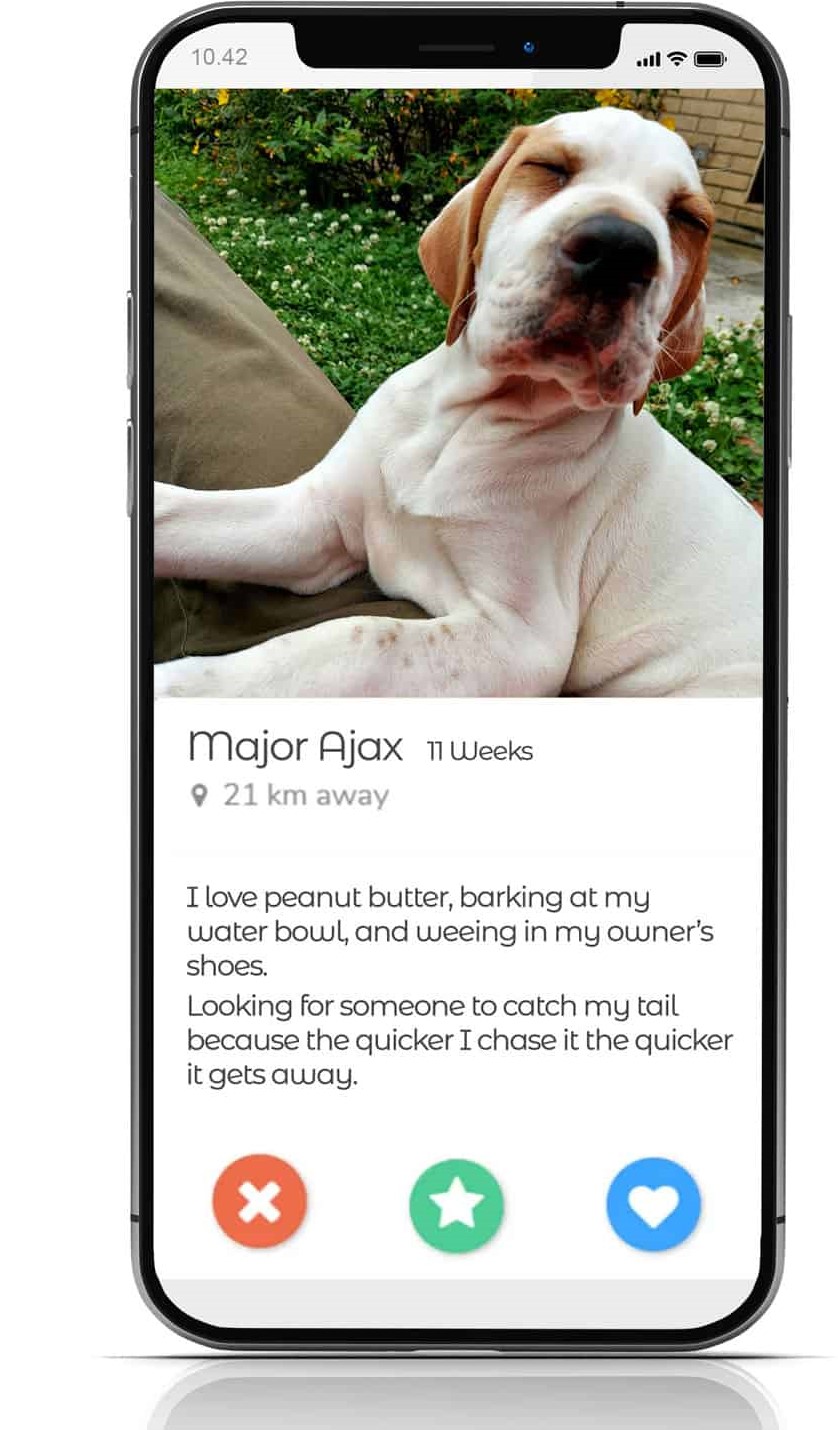 10.42
Major Ajax 11 Weeks
21 km away
I love peanut butter, barking at my
water bowl, and weeing in my owner's
shoes.
Looking for someone to catch my tail
because the quicker I chase it the quicker
it gets away.